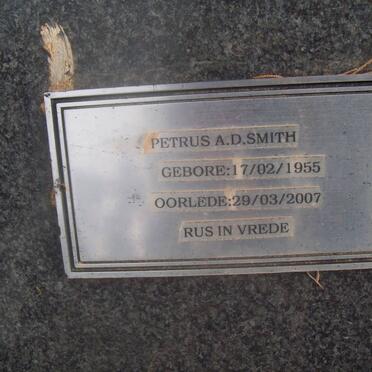 PETRUS A.D.SMITH
GEBORE:17/02/1955
OORLEDE:29/03/2007
RUS IN VREDE